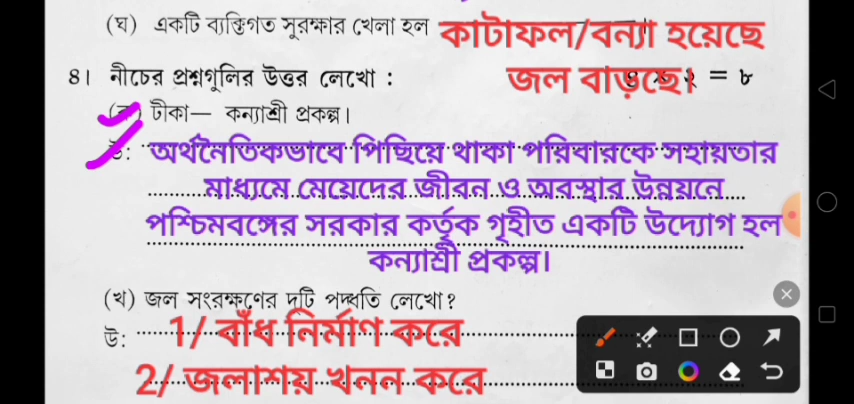 (ঘ) একটি ব্যক্তিগত সুরক্ষার খেলা হল কাটাফল/বন্যা হয়েছে
জল বাড়ছে।
৪। নীচের প্রশ্নগুলির উত্তর লেখো : ২ = ৮
(ক) টীকা— কন্যাশ্রী প্রকল্প।
উ: অর্থনৈতিকভাবে পিছিয়ে থাকা পরিবারকে সহায়তার
মাধ্যমে মেয়েদের জীবন ও অবস্থার উন্নয়নে
পশ্চিমবঙ্গের সরকার কর্তৃক গৃহীত একটি উদ্যোগ হল
কন্যাশ্রী প্রকল্প।
(খ) জল সংরক্ষণের দুটি পদ্ধতি লেখো?
উ: 1/ বাঁধ নির্মাণ করে
2/ জলাশয় খনন করে